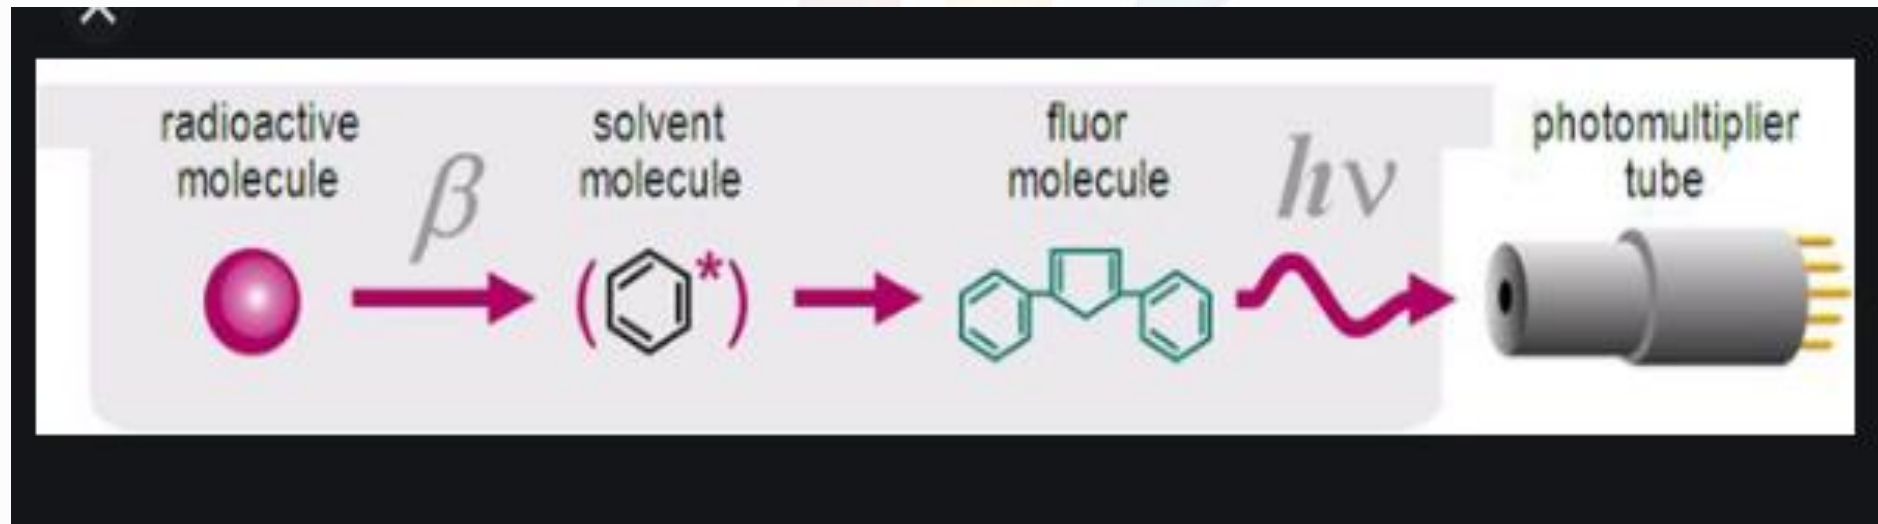 radioactive
molecule
β
solvent
molecule
*
fluor
molecule
hν
photomultiplier
tube